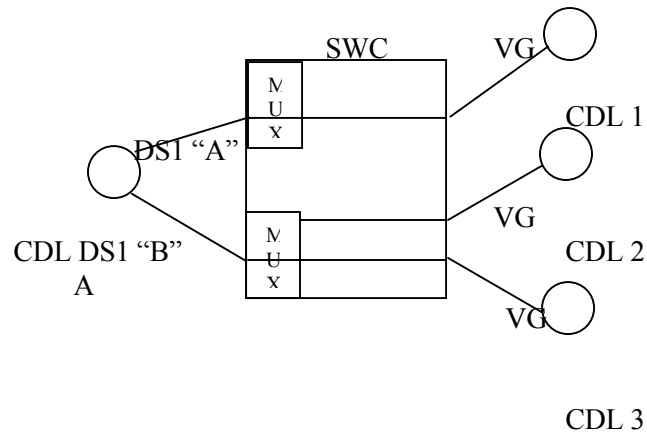 SWC
VG
M
U
X
CDL 1
DS1 “A”
VG
M
U
X
CDL DS1 “B”
A
CDL 2
VG
CDL 3